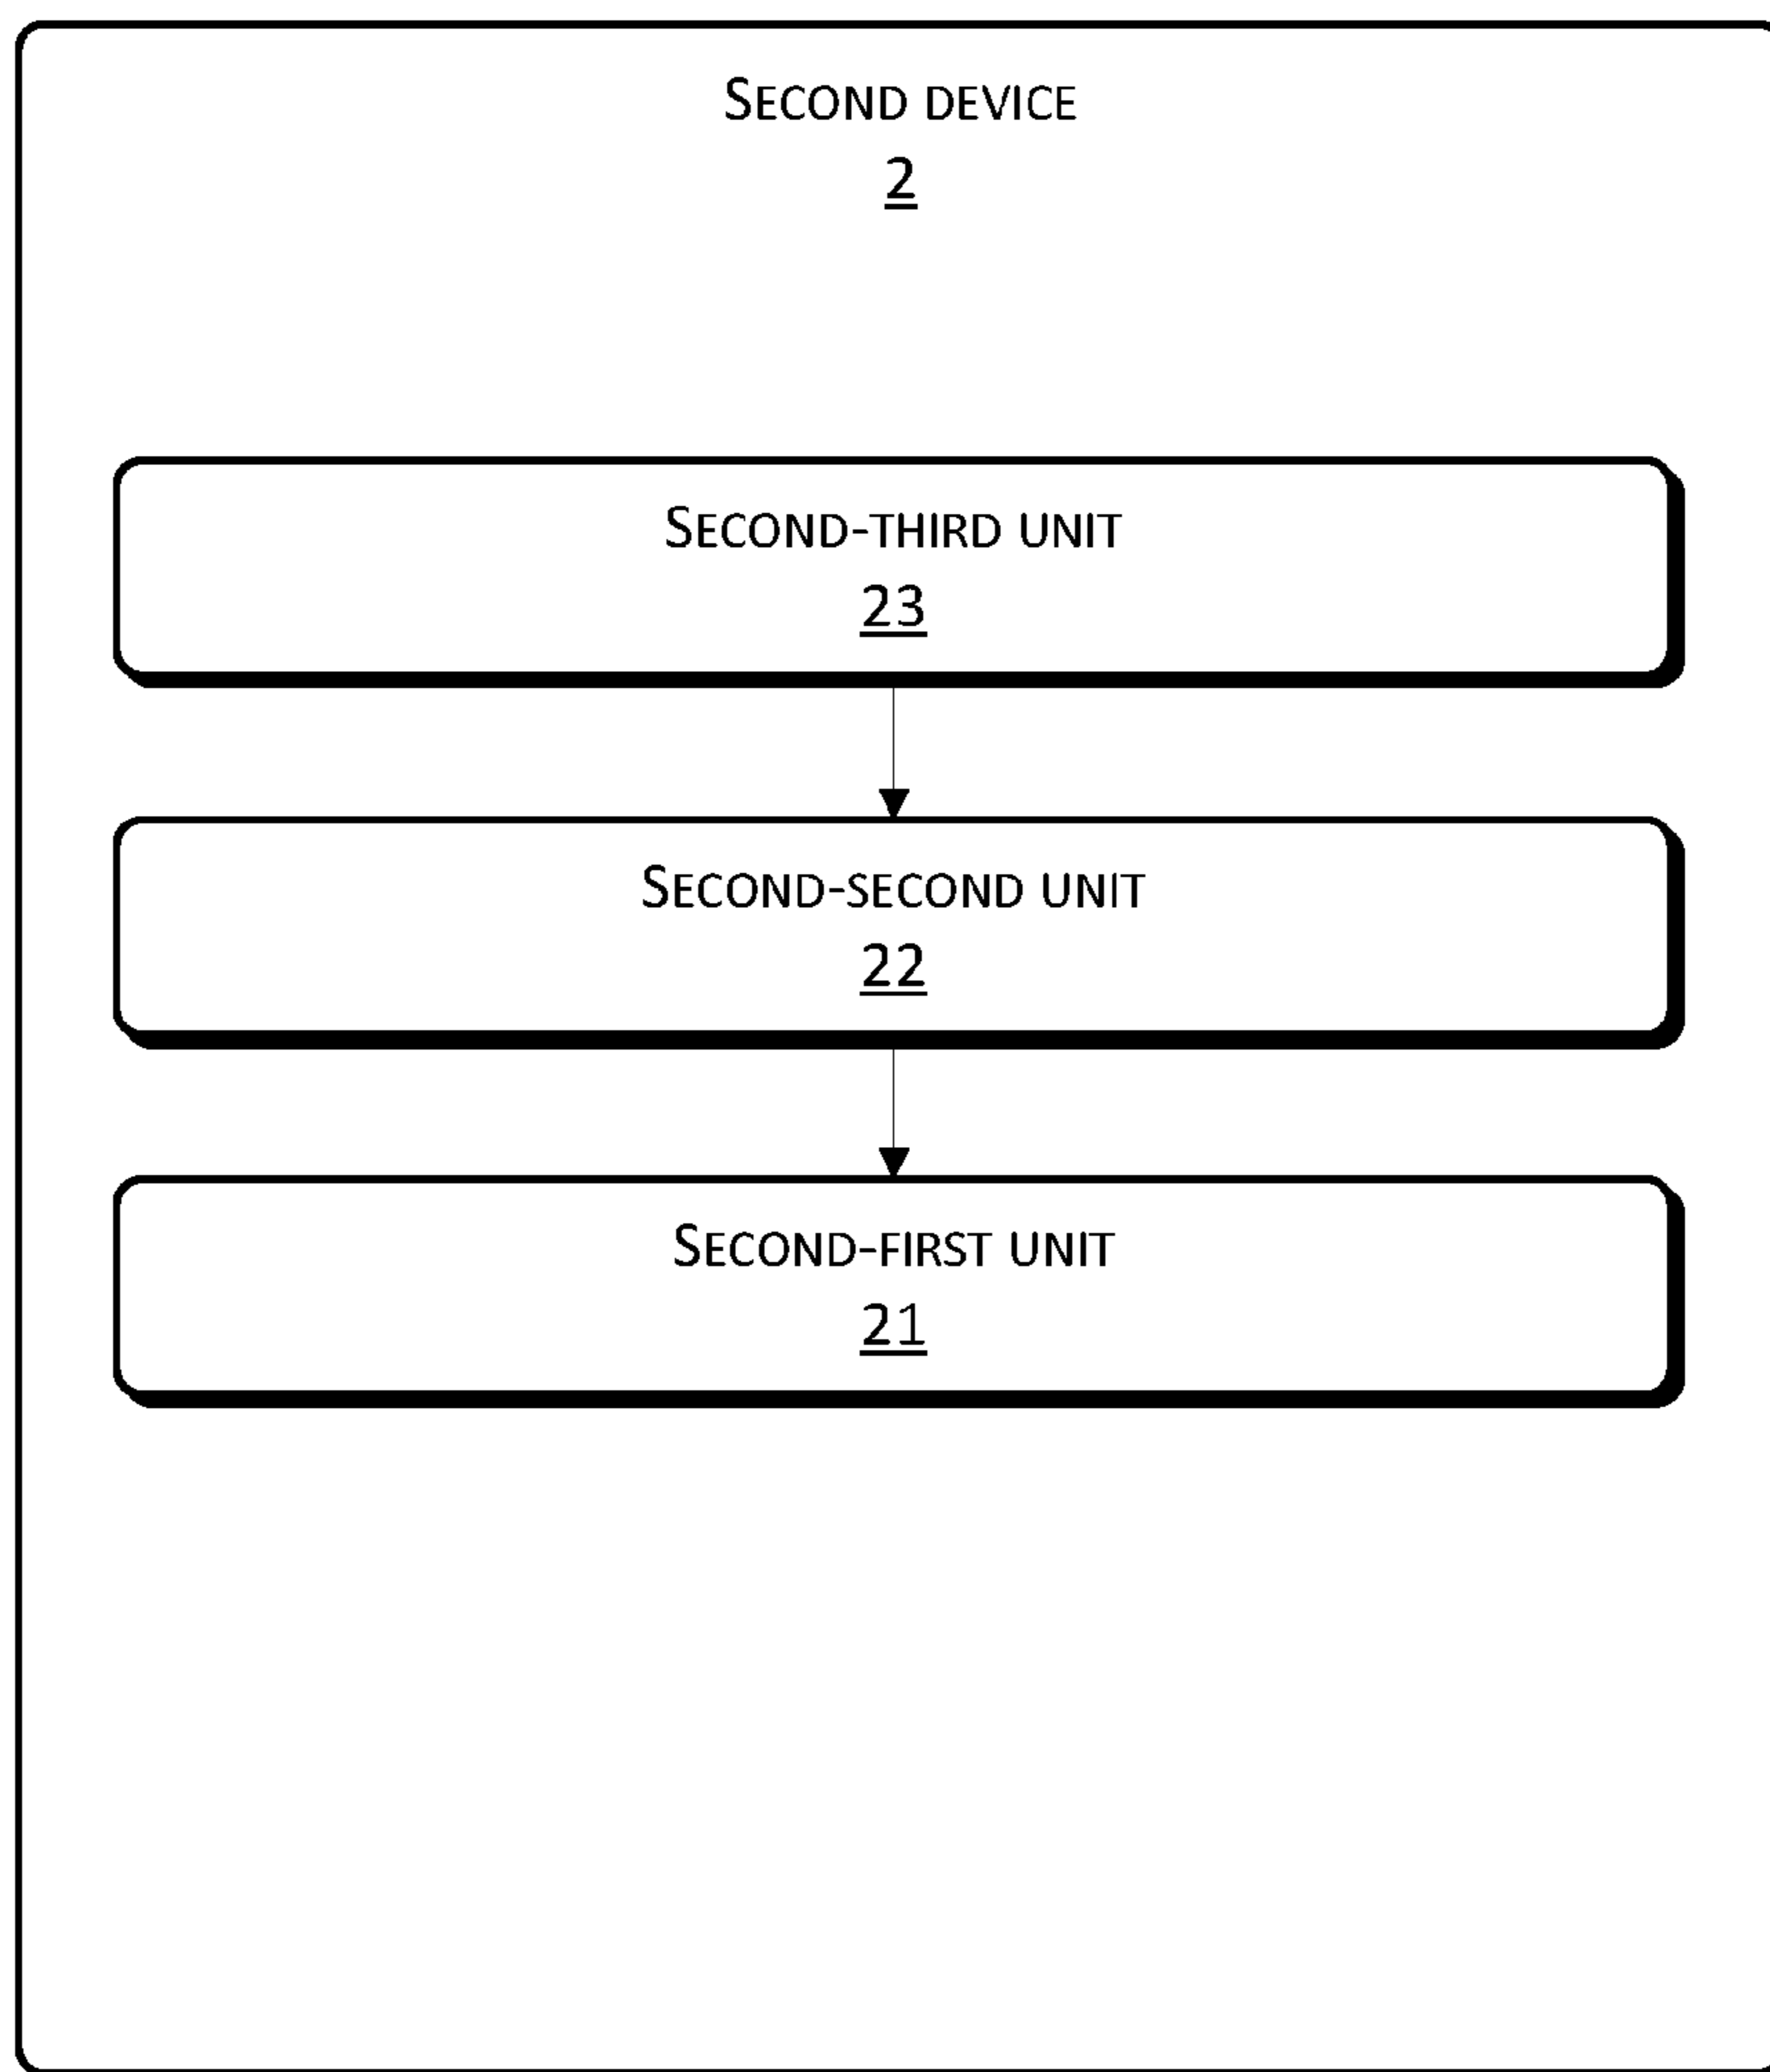 SECOND DEVICE
2
SECOND-THIRD UNIT
23
SECOND-SECOND UNIT
22
SECOND-FIRST UNIT
21